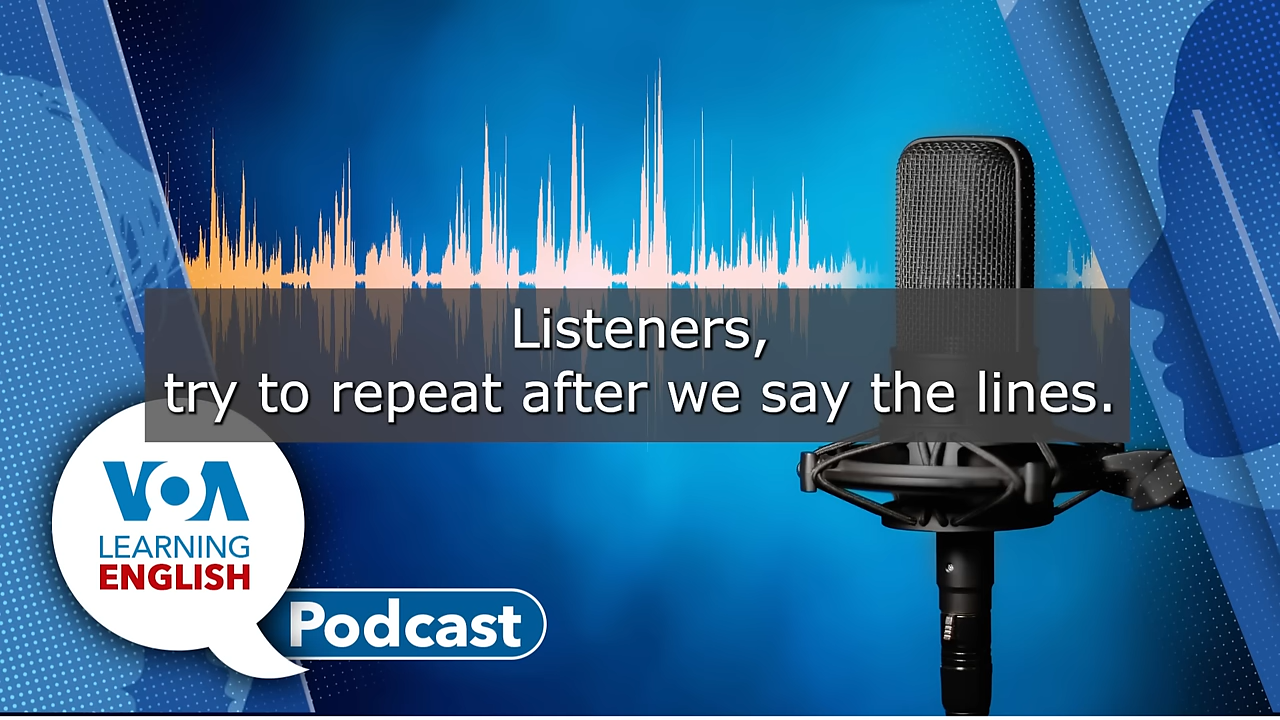 Listeners,
try to repeat after we say the lines.
VOA
LEARNING
ENGLISH
Podcast